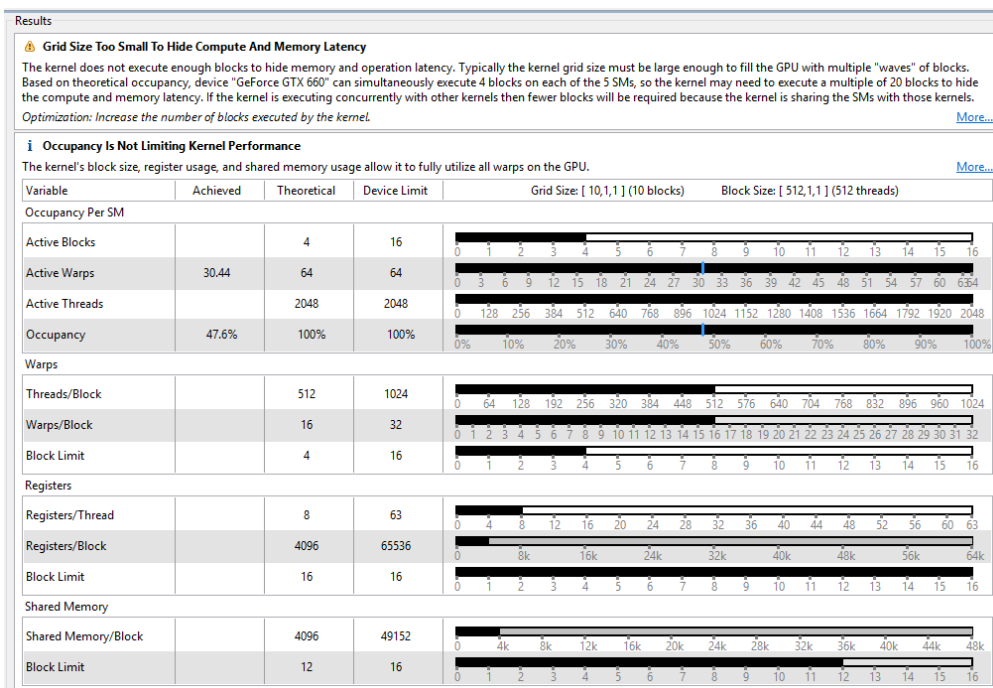 Results
Grid Size Too Small To Hide Compute And Memory Latency
The kernel does not execute enough blocks to hide memory and operation latency. Typically the kernel grid size must be large enough to fill the GPU with multiple "waves" of blocks.
Based on theoretical occupancy, device "GeForce GTX 660" can simultaneously execute 4 blocks on each of the 5 SMs, so the kernel may need to execute a multiple of 20 blocks to hide
the compute and memory latency. If the kernel is executing concurrently with other kernels then fewer blocks will be required because the kernel is sharing the SMs with those kernels.
Optimization: Increase the number of blocks executed by the kernel. More...
i Occupancy Is Not Limiting Kernel Performance
The kernel's block size, register usage, and shared memory usage allow it to fully utilize all warps on the GPU. More...
Variable Achieved Theoretical Device Limit Grid Size: [ 10,1,1 ] (10 blocks) Block Size: [ 512,1,1 ] (512 threads)
Occupancy Per SM
Active Blocks 4 16
0 1 2 3 4 5 6 7 8 9 10 11 12 13 14 15 16
Active Warps 30.44 64 64
0 3 6 9 12 15 18 21 24 27 30 33 36 39 42 45 48 51 54 57 60 6364
Active Threads 2048 2048
0 128 256 384 512 640 768 896 1024 1152 1280 1408 1536 1664 1792 1920 2048
Occupancy 47.6% 100% 100%
0% 10% 20% 30% 40% 50% 60% 70% 80% 90% 100%
Warps
Threads/Block 512 1024
0 64 128 192 256 320 384 448 512 576 640 704 768 832 896 960 1024
Warps/Block 16 32
0 1 2 3 4 5 6 7 8 9 10 11 12 13 14 15 16 17 18 19 20 21 22 23 24 25 26 27 28 29 30 31 32
Block Limit 4 16
0 1 2 3 4 5 6 7 8 9 10 11 12 13 14 15 16
Registers
Registers/Thread 8 63
0 4 8 12 16 20 24 28 32 36 40 44 48 52 56 60 63
Registers/Block 4096 65536
0 8k 16k 24k 32k 40k 48k 56k 64k
Block Limit 16 16
0 1 2 3 4 5 6 7 8 9 10 11 12 13 14 15 16
Shared Memory
Shared Memory/Block 4096 49152
0 4k 8k 12k 16k 20k 24k 28k 32k 36k 40k 44k 48k
Block Limit 12 16
0 1 2 3 4 5 6 7 8 9 10 11 12 13 14 15 16